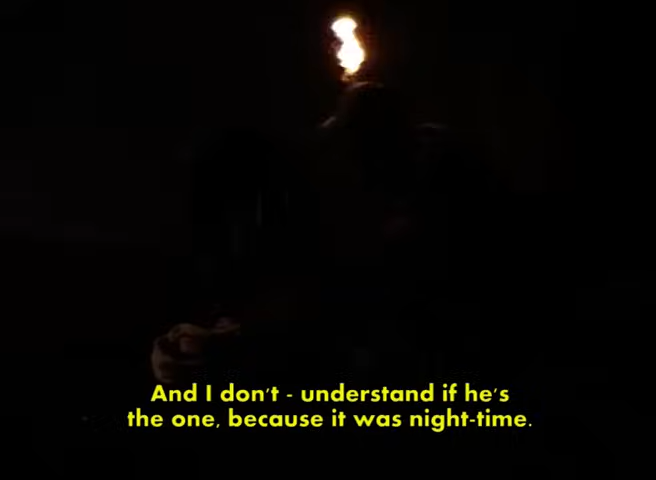 And I don't - understand if he's
the one, because it was night-time.